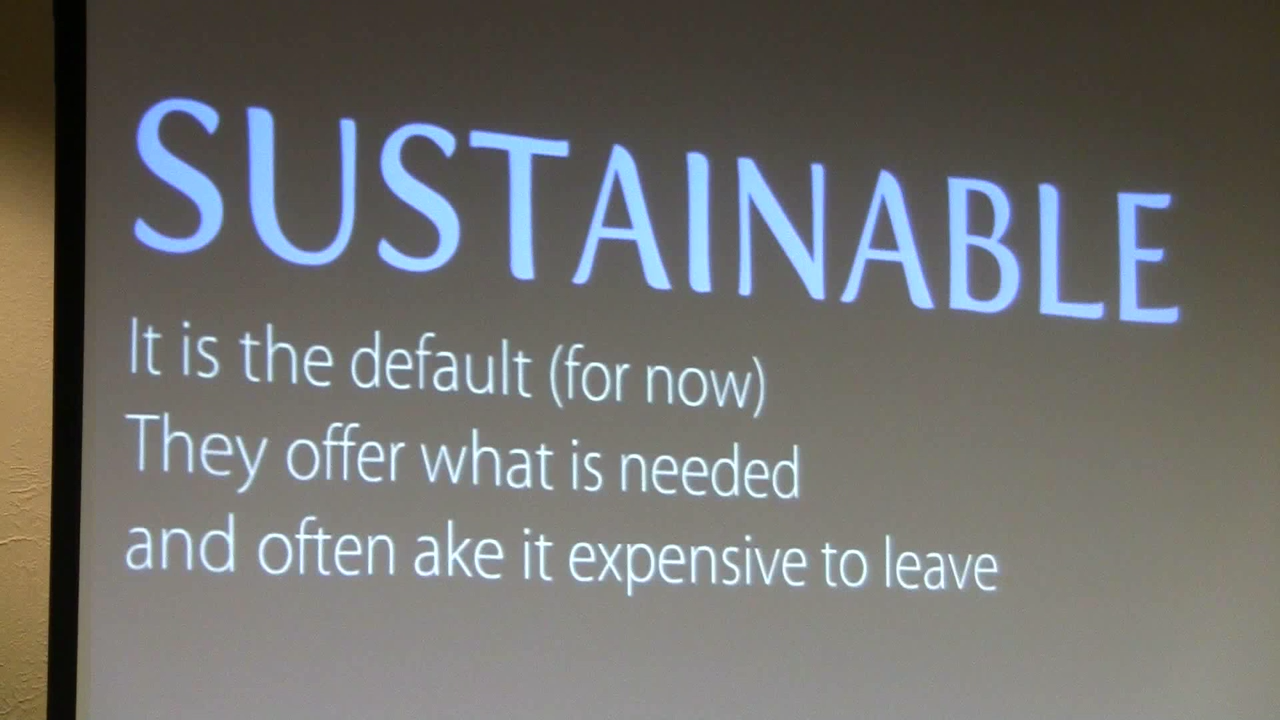 SUSTAINABLE
It is the default (for now)
They offer what is needed
and often ake it expensive to leave